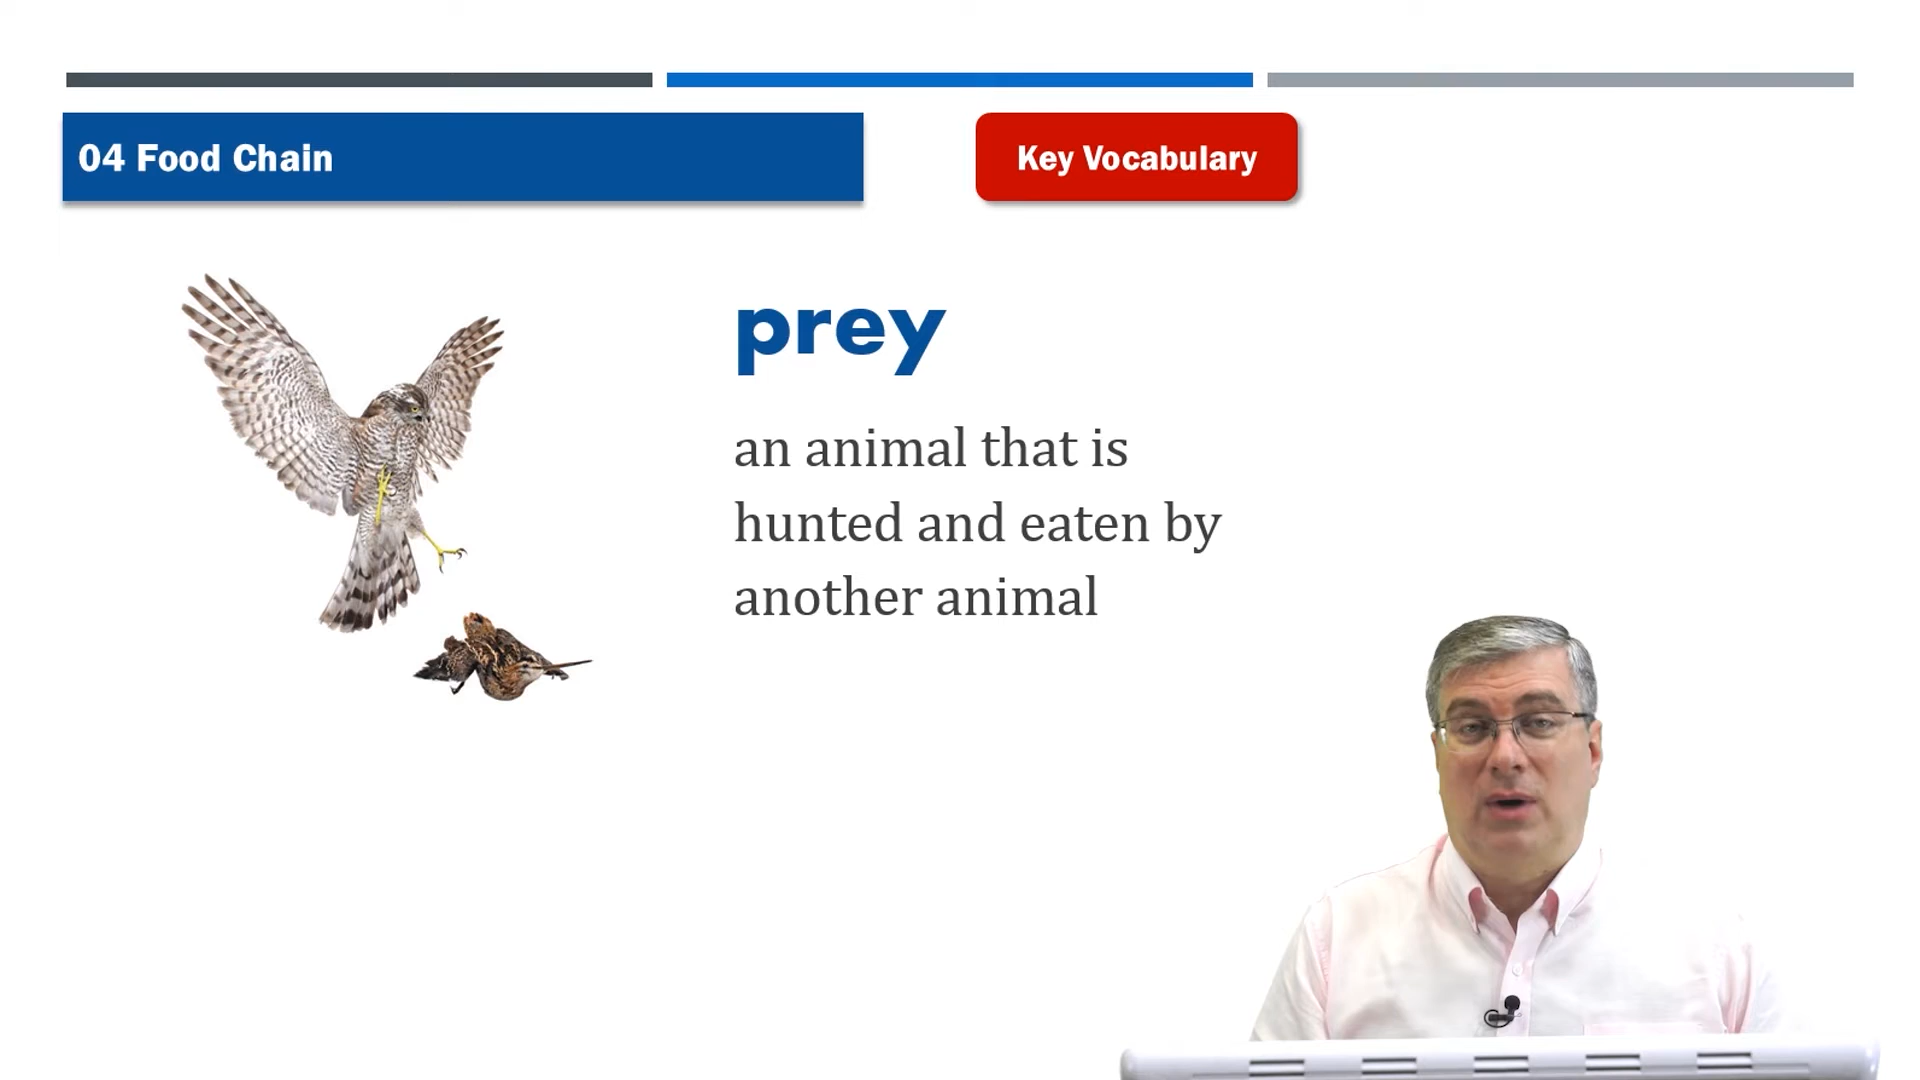 04 Food Chain
Key Vocabulary
prey
an animal that is
hunted and eaten by
another animal